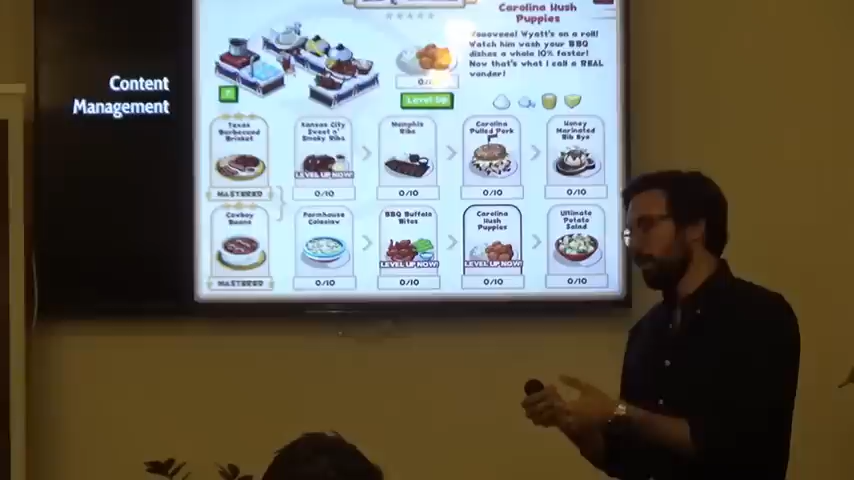 Content
Management
Carolina Hush
Puppies
Yeeeowee! Wyatt's on a roll!
Watch him wash your BBQ
dishes a whole 10% faster!
Now that's what I call a REAL
wonder!
Level Up
Texas
Barbecued
Brisket
MASTERED
Kansas City
Sweet n'
Smoky Ribs
LEVEL UP NOW!
0/10
Memphis
Ribs
0/10
Carolina
Pulled Pork
0/10
Honey
Marinated
Rib Eye
0/10
Cowboy
Beans
MASTERED
Farmhouse
Coleslaw
0/10
BBQ Buffalo
Bites
LEVEL UP NOW!
0/10
Carolina
Hush
Puppies
LEVEL UP NOW!
0/10
Ultimate
Potato
Salad
0/10